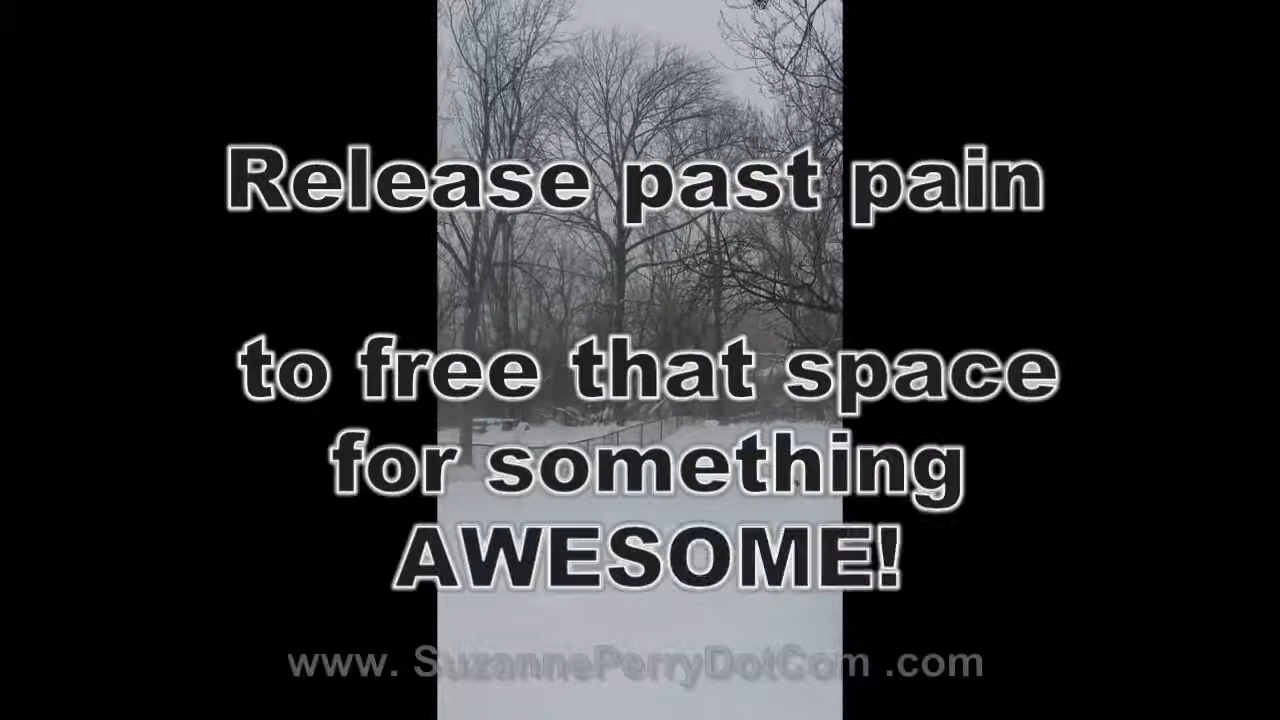 Release past pain
to free that space
for something
AWESOME!
www. SuzannePerryDotCom .com